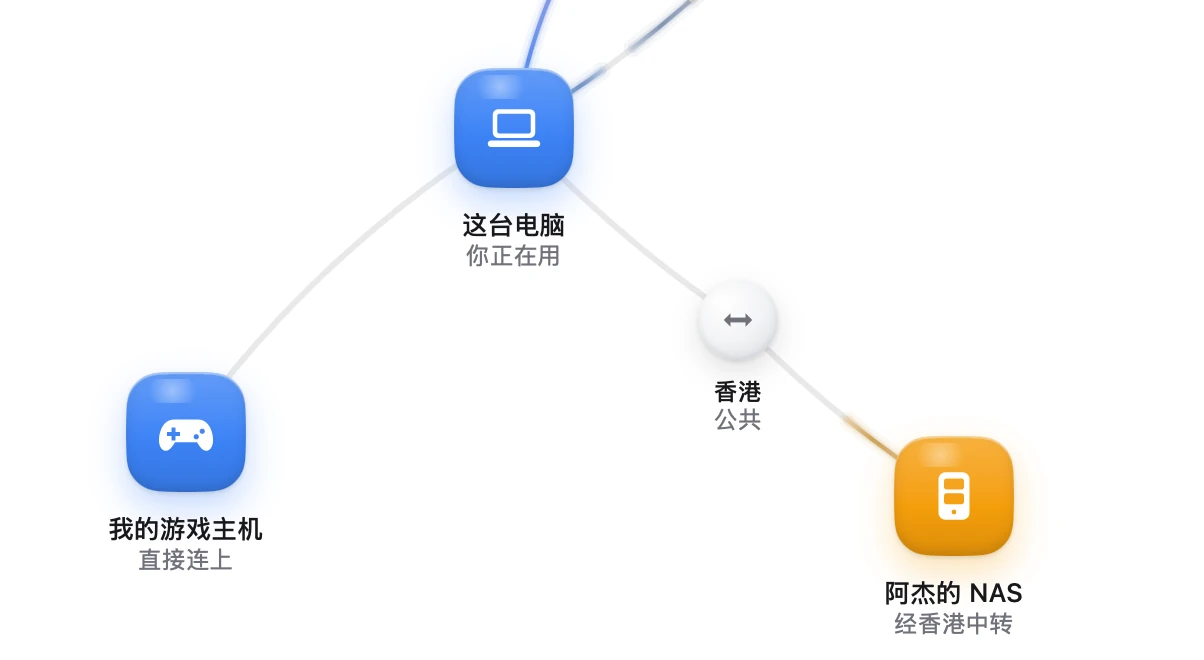 这台电脑
你正在用
香港
公共
我的游戏主机
直接连上
阿杰的 NAS
经香港中转